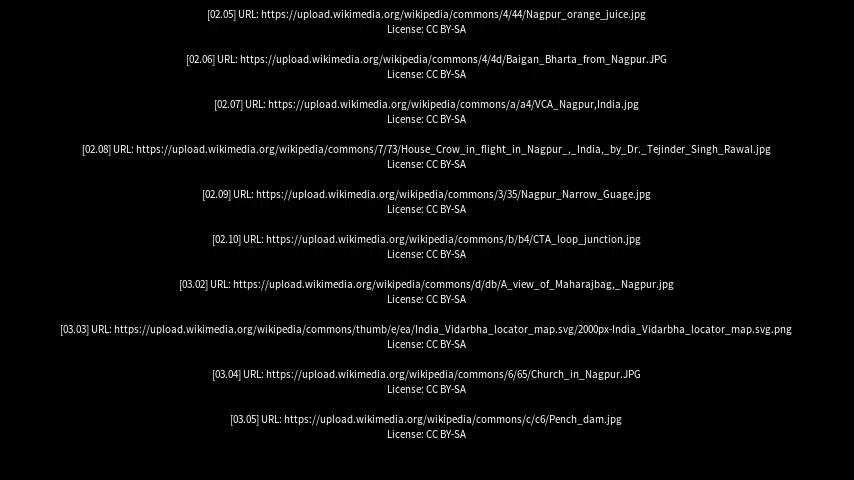 [02.05] URL: https://upload.wikimedia.org/wikipedia/commons/4/44/Nagpur_orange_juice.jpg
License: CC BY-SA
[02.06] URL: https://upload.wikimedia.org/wikipedia/commons/4/4d/Baigan_Bharta_from_Nagpur.JPG
License: CC BY-SA
[02.07] URL: https://upload.wikimedia.org/wikipedia/commons/a/a4/VCA_Nagpur,India.jpg
License: CC BY-SA
[02.08] URL: https://upload.wikimedia.org/wikipedia/commons/7/73/House_Crow_in_flight_in_Nagpur_,_India,_by_Dr._Tejinder_Singh_Rawal.jpg
License: CC BY-SA
[02.09] URL: https://upload.wikimedia.org/wikipedia/commons/3/35/Nagpur_Narrow_Guage.jpg
License: CC BY-SA
[02.10] URL: https://upload.wikimedia.org/wikipedia/commons/b/b4/CTA_loop_junction.jpg
License: CC BY-SA
[03.02] URL: https://upload.wikimedia.org/wikipedia/commons/d/db/A_view_of_Maharajbag,_Nagpur.jpg
License: CC BY-SA
[03.03] URL: https://upload.wikimedia.org/wikipedia/commons/thumb/e/ea/India_Vidarbha_locator_map.svg/2000px-India_Vidarbha_locator_map.svg.png
License: CC BY-SA
[03.04] URL: https://upload.wikimedia.org/wikipedia/commons/6/65/Church_in_Nagpur.JPG
License: CC BY-SA
[03.05] URL: https://upload.wikimedia.org/wikipedia/commons/c/c6/Pench_dam.jpg
License: CC BY-SA